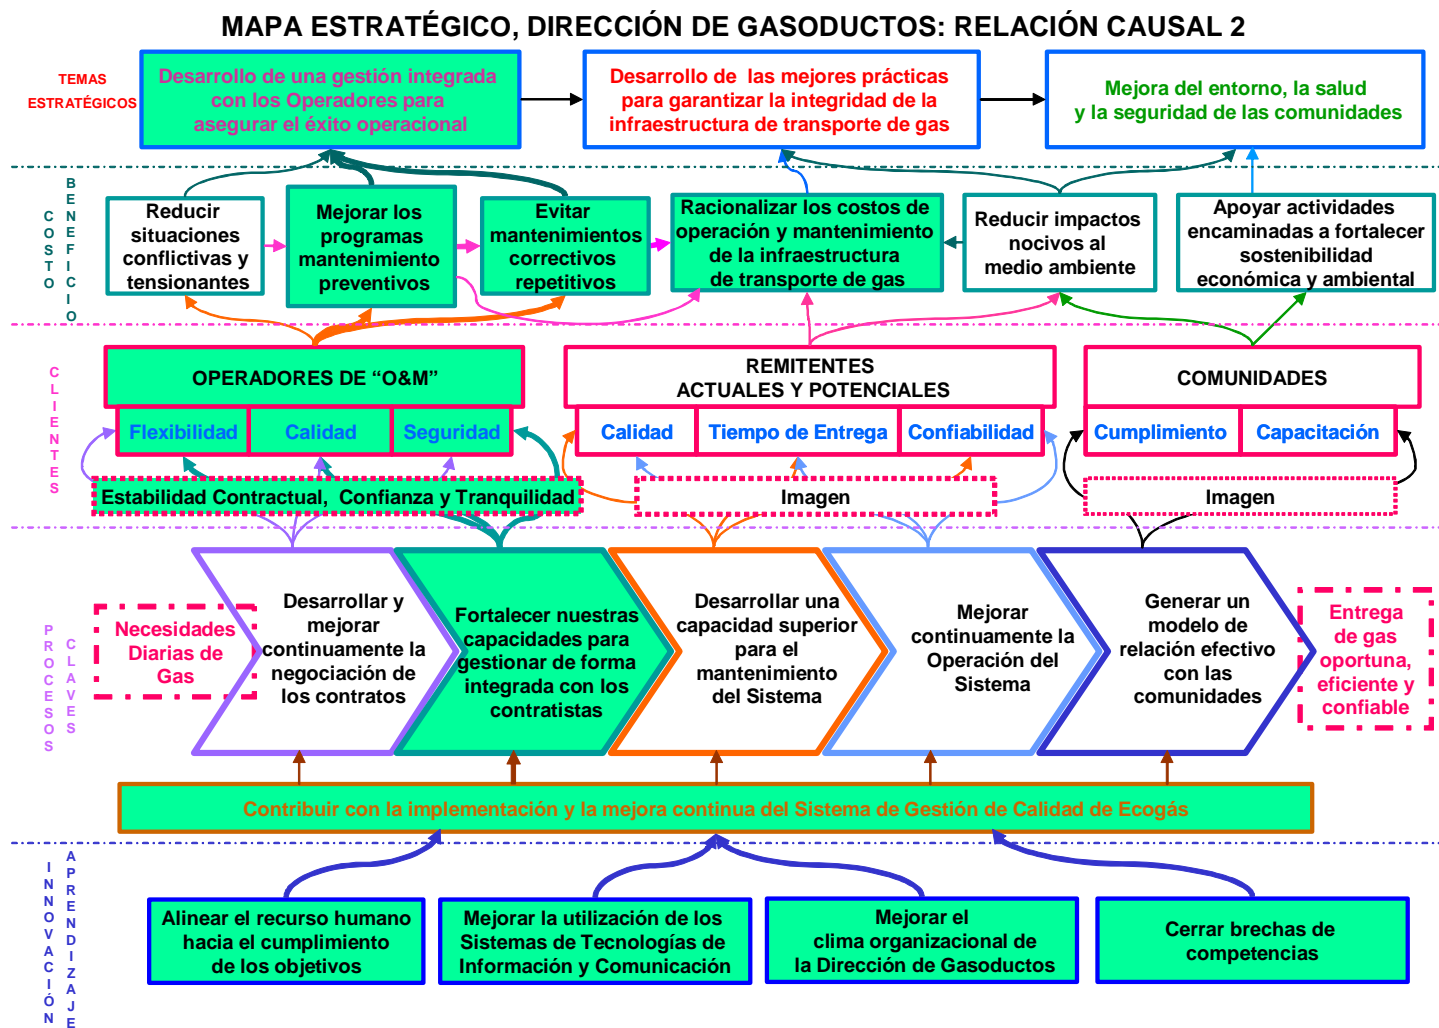 MAPA ESTRATÉGICO, DIRECCIÓN DE GASODUCTOS: RELACIÓN CAUSAL 2
TEMAS
ESTRATÉGICOS
Desarrollo de una gestión integrada
con los Operadores para
asegurar el éxito operacional
Desarrollo de las mejores prácticas
para garantizar la integridad de la
infraestructura de transporte de gas
Mejora del entorno, la salud
y la seguridad de las comunidades
COSTO
BENEFICIO
Reducir
situaciones
conflictivas y
tensionantes
Mejorar los
programas
mantenimiento
preventivos
Evitar
mantenimientos
correctivos
repetitivos
Racionalizar los costos de
operación y mantenimiento
de la infraestructura
de transporte de gas
Reducir impactos
nocivos al
medio ambiente
Apoyar actividades
encaminadas a fortalecer
sostenibilidad
económica y ambiental
CLIENTES
OPERADORES DE “O&M”
Flexibilidad
Calidad
Seguridad
REMITENTES
ACTUALES Y POTENCIALES
Calidad
Tiempo de Entrega
Confiabilidad
COMUNIDADES
Cumplimiento
Capacitación
Estabilidad Contractual, Confianza y Tranquilidad
Imagen
Imagen
PROCESOS
CLAVES
Necesidades
Diarias de
Gas
Desarrollar y
mejorar
continuamente la
negociación de
los contratos
Fortalecer nuestras
capacidades para
gestionar de forma
integrada con los
contratistas
Desarrollar una
capacidad superior
para el
mantenimiento
del Sistema
Mejorar
continuamente la
Operación del
Sistema
Generar un
modelo de
relación efectivo
con las
comunidades
Entrega
de gas
oportuna,
eficiente y
confiable
Contribuir con la implementación y la mejora continua del Sistema de Gestión de Calidad de Ecogás
INNOVACIÓN
APRENDIZAJE
Alinear el recurso humano
hacia el cumplimiento
de los objetivos
Mejorar la utilización de los
Sistemas de Tecnologías de
Información y Comunicación
Mejorar el
clima organizacional de
la Dirección de Gasoductos
Cerrar brechas de
competencias